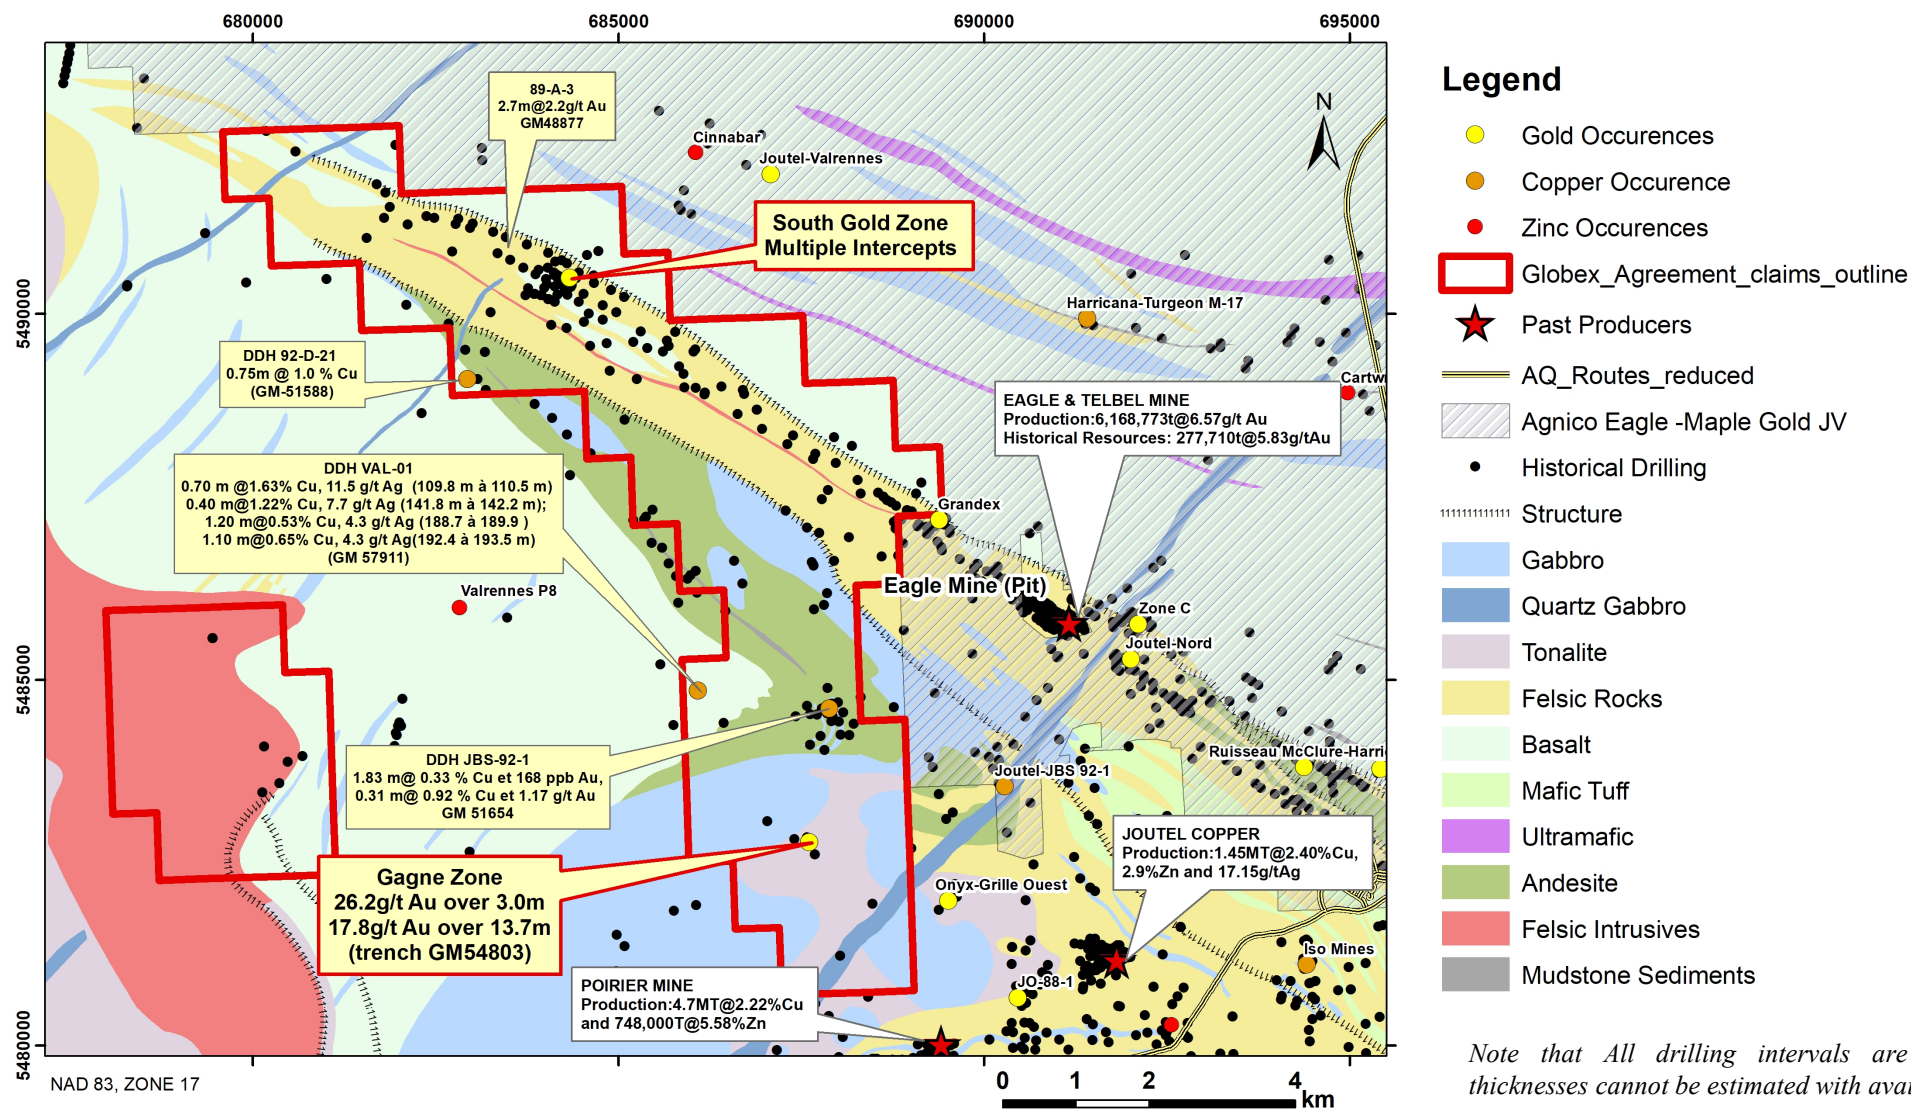 680000
685000
690000
695000
5490000
5485000
5480000
N
89-A-3
2.7m@2.2g/t Au
GM48877
Cinnabar
Joutel-Valrennes
South Gold Zone
Multiple Intercepts
Harricana-Turgeon M-17
DDH 92-D-21
0.75m @ 1.0 % Cu
(GM-51588)
EAGLE & TELBEL MINE
Production:6,168,773t@6.57g/t Au
Historical Resources: 277,710t@5.83g/tAu
DDH VAL-01
0.70 m @1.63% Cu, 11.5 g/t Ag (109.8 m à 110.5 m)
0.40 m@1.22% Cu, 7.7 g/t Ag (141.8 m à 142.2 m);
1.20 m@0.53% Cu, 4.3 g/t Ag (188.7 à 189.9 )
1.10 m@0.65% Cu, 4.3 g/t Ag(192.4 à 193.5 m)
(GM 57911)
Grandex
Eagle Mine (Pit)
Valrennes P8
Zone C
Joutel-Nord
DDH JBS-92-1
1.83 m@ 0.33 % Cu et 168 ppb Au,
0.31 m@ 0.92 % Cu et 1.17 g/t Au
GM 51654
Ruisseau McClure-Harri
Joutel-JBS 92-1
JOUTEL COPPER
Production:1.45MT@2.40%Cu,
2.9%Zn and 17.15g/tAg
Gagne Zone
26.2g/t Au over 3.0m
17.8g/t Au over 13.7m
(trench GM54803)
Onyx-Grille Ouest
Iso Mines
JO-88-1
POIRIER MINE
Production:4.7MT@2.22%Cu
and 748,000T@5.58%Zn
NAD 83, ZONE 17
0 1 2 4
km
Legend
Gold Occurences
Copper Occurence
Zinc Occurences
Globex_Agreement_claims_outline
Past Producers
AQ_Routes_reduced
Agnico Eagle -Maple Gold JV
Historical Drilling
Structure
Gabbro
Quartz Gabbro
Tonalite
Felsic Rocks
Basalt
Mafic Tuff
Ultramafic
Andesite
Felsic Intrusives
Mudstone Sediments
Note that All drilling intervals are
thicknesses cannot be estimated with